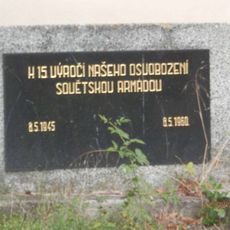 K 15 VÝROČÍ NAŠEHO OSVOBOZENÍ
SOVĚTSKOU ARMÁDOU
8.5.1945 8.5.1960